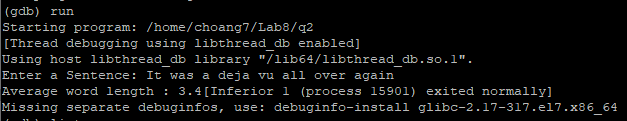 (gdb) run
Starting program: /home/choang7/Lab8/q2
[Thread debugging using libthread_db enabled]
Using host libthread_db library "/lib64/libthread_db.so.1".
Enter a Sentence: It was a deja vu all over again
Average word length : 3.4[Inferior 1 (process 15901) exited normally]
Missing separate debuginfos, use: debuginfo-install glibc-2.17-317.el7.x86_64